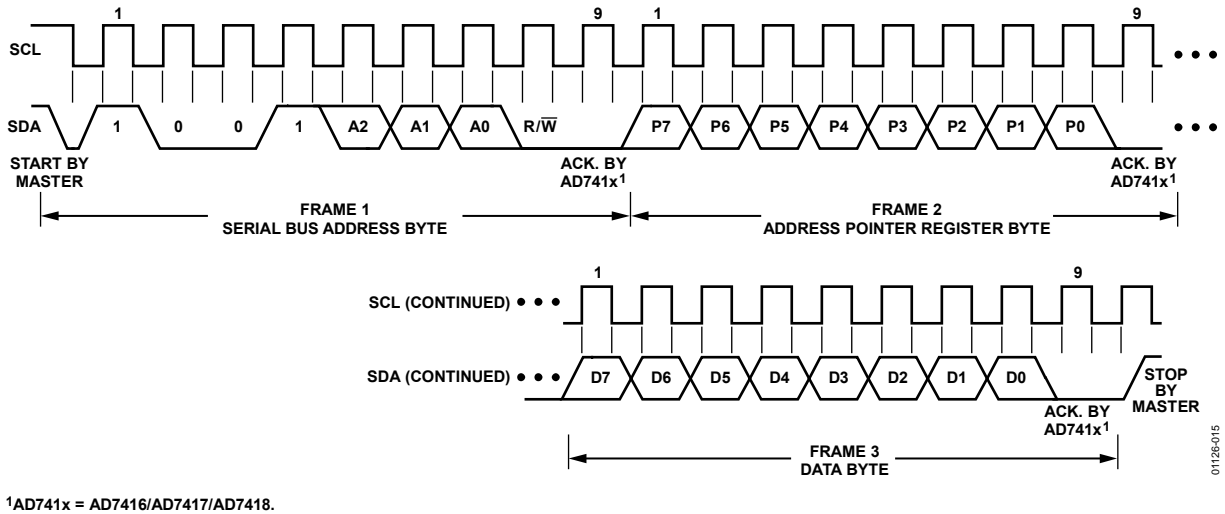 1 9 1 9
SCL
SDA 1 0 0 1 A2 A1 A0 R/W̅ P7 P6 P5 P4 P3 P2 P1 P0
START BY
MASTER
ACK. BY
AD741x¹
ACK. BY
AD741x¹
FRAME 1
SERIAL BUS ADDRESS BYTE
FRAME 2
ADDRESS POINTER REGISTER BYTE
1 9
SCL (CONTINUED)
SDA (CONTINUED) D7 D6 D5 D4 D3 D2 D1 D0
STOP
BY
MASTER
ACK. BY
AD741x¹
FRAME 3
DATA BYTE
01126-015
¹AD741x = AD7416/AD7417/AD7418.